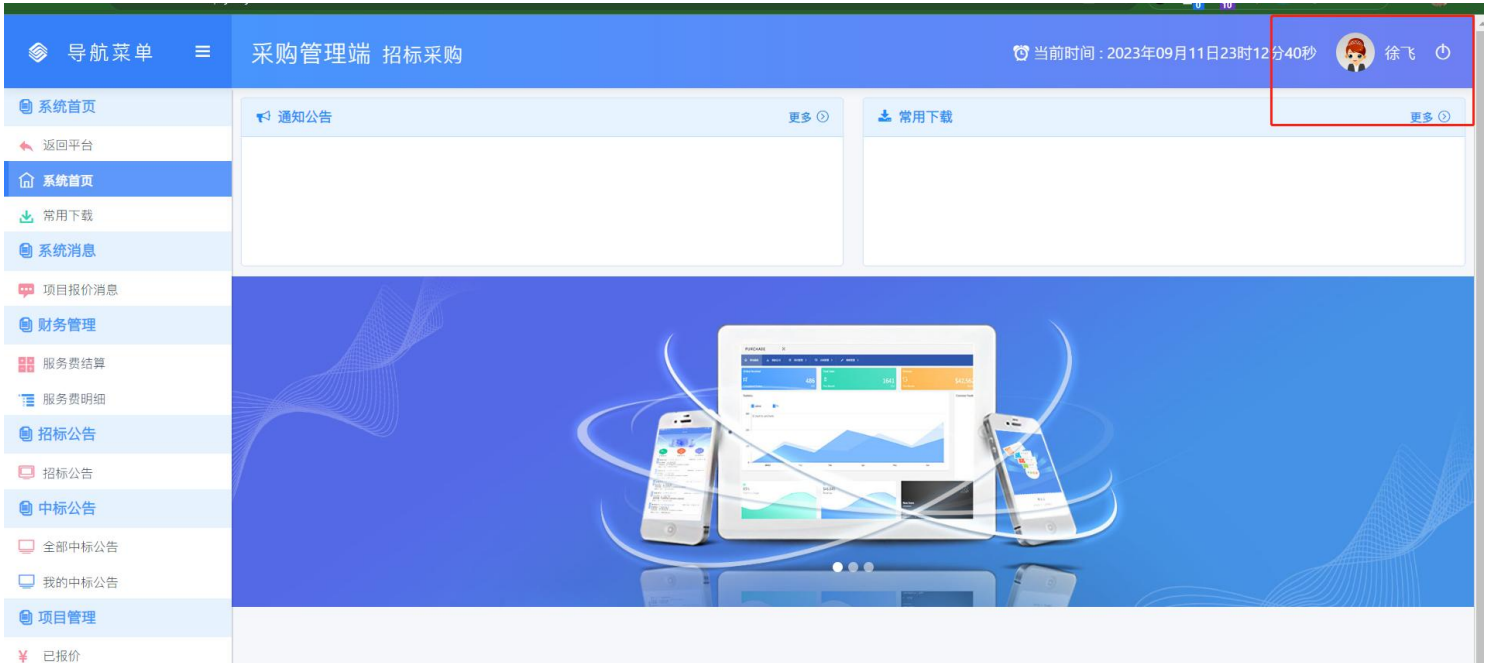 0 10
导航菜单
采购管理端 招标采购
当前时间 : 2023年09月11日23时12分40秒
徐飞
系统首页
返回平台
系统首页
常用下载
系统消息
项目报价消息
财务管理
服务费结算
服务费明细
招标公告
招标公告
中标公告
全部中标公告
我的中标公告
项目管理
¥ 已报价
通知公告
更多
常用下载
更多
PURCHASE